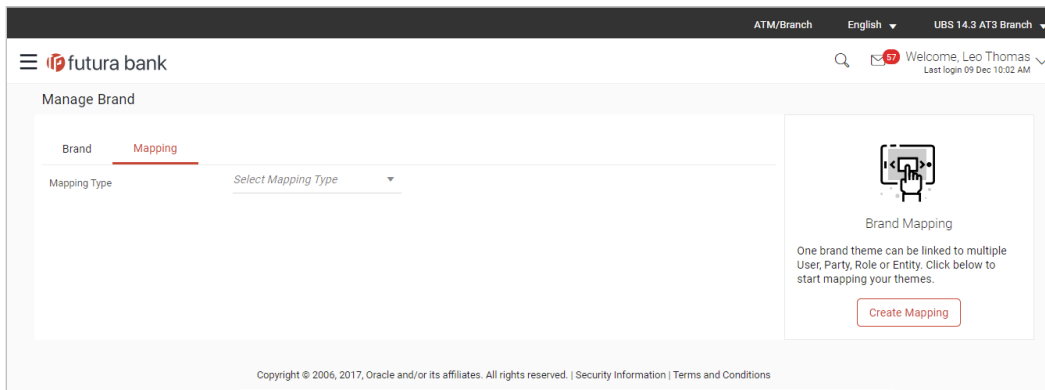 ATM/Branch English UBS 14.3 AT3 Branch
futura bank
57 Welcome, Leo Thomas
Last login 09 Dec 10:02 AM
Manage Brand
Brand Mapping
Mapping Type Select Mapping Type
Brand Mapping
One brand theme can be linked to multiple
User, Party, Role or Entity. Click below to
start mapping your themes.
Create Mapping
Copyright © 2006, 2017, Oracle and/or its affiliates. All rights reserved. | Security Information | Terms and Conditions